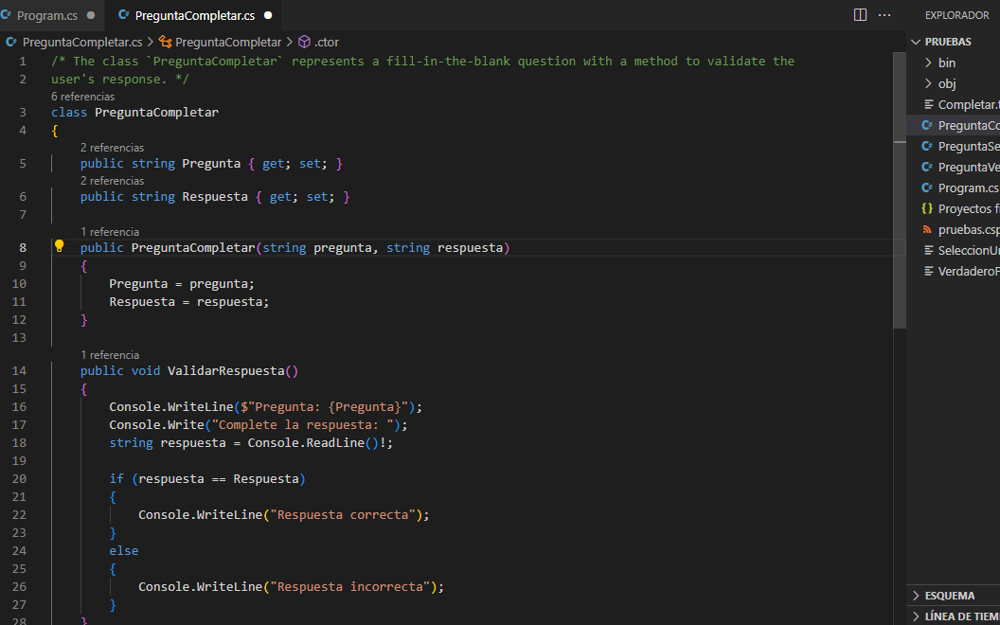 Program.cs
PreguntaCompletar.cs
EXPLORADOR
PreguntaCompletar.cs > PreguntaCompletar > .ctor
1 /* The class `PreguntaCompletar` represents a fill-in-the-blank question with a method to validate the
2 user's response. */
6 referencias
3 class PreguntaCompletar
4 {
2 referencias
5 public string Pregunta { get; set; }
2 referencias
6 public string Respuesta { get; set; }
7
1 referencia
8 public PreguntaCompletar(string pregunta, string respuesta)
9 {
10 Pregunta = pregunta;
11 Respuesta = respuesta;
12 }
13
1 referencia
14 public void ValidarRespuesta()
15 {
16 Console.WriteLine($"Pregunta: {Pregunta}");
17 Console.Write("Complete la respuesta: ");
18 string respuesta = Console.ReadLine()!;
19
20 if (respuesta == Respuesta)
21 {
22 Console.WriteLine("Respuesta correcta");
23 }
24 else
25 {
26 Console.WriteLine("Respuesta incorrecta");
27 }
28 }
PRUEBAS
bin
obj
Completar.
PreguntaCo
PreguntaSe
PreguntaVe
Program.cs
{} Proyectos f
pruebas.csp
SeleccionUn
VerdaderoF
ESQUEMA
LÍNEA DE TIEM